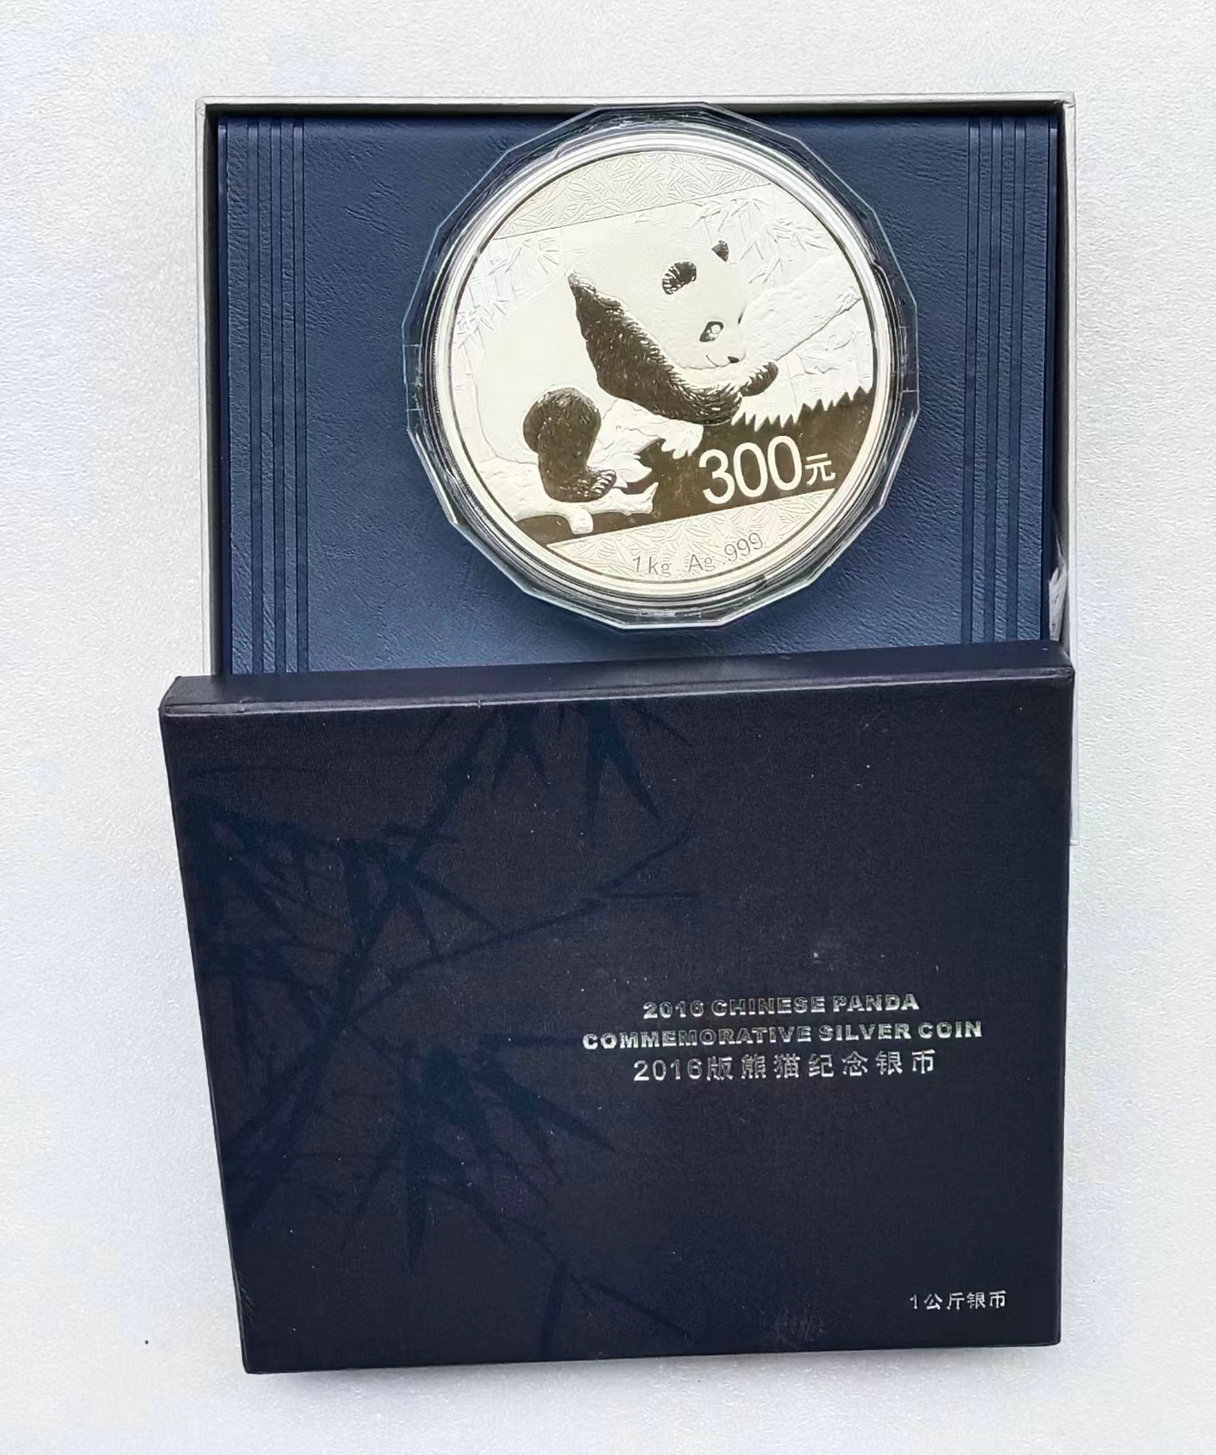 300元
1kg Ag .999
2016 CHINESE PANDA
COMMEMORATIVE SILVER COIN
2016版熊猫纪念银币
1公斤银币